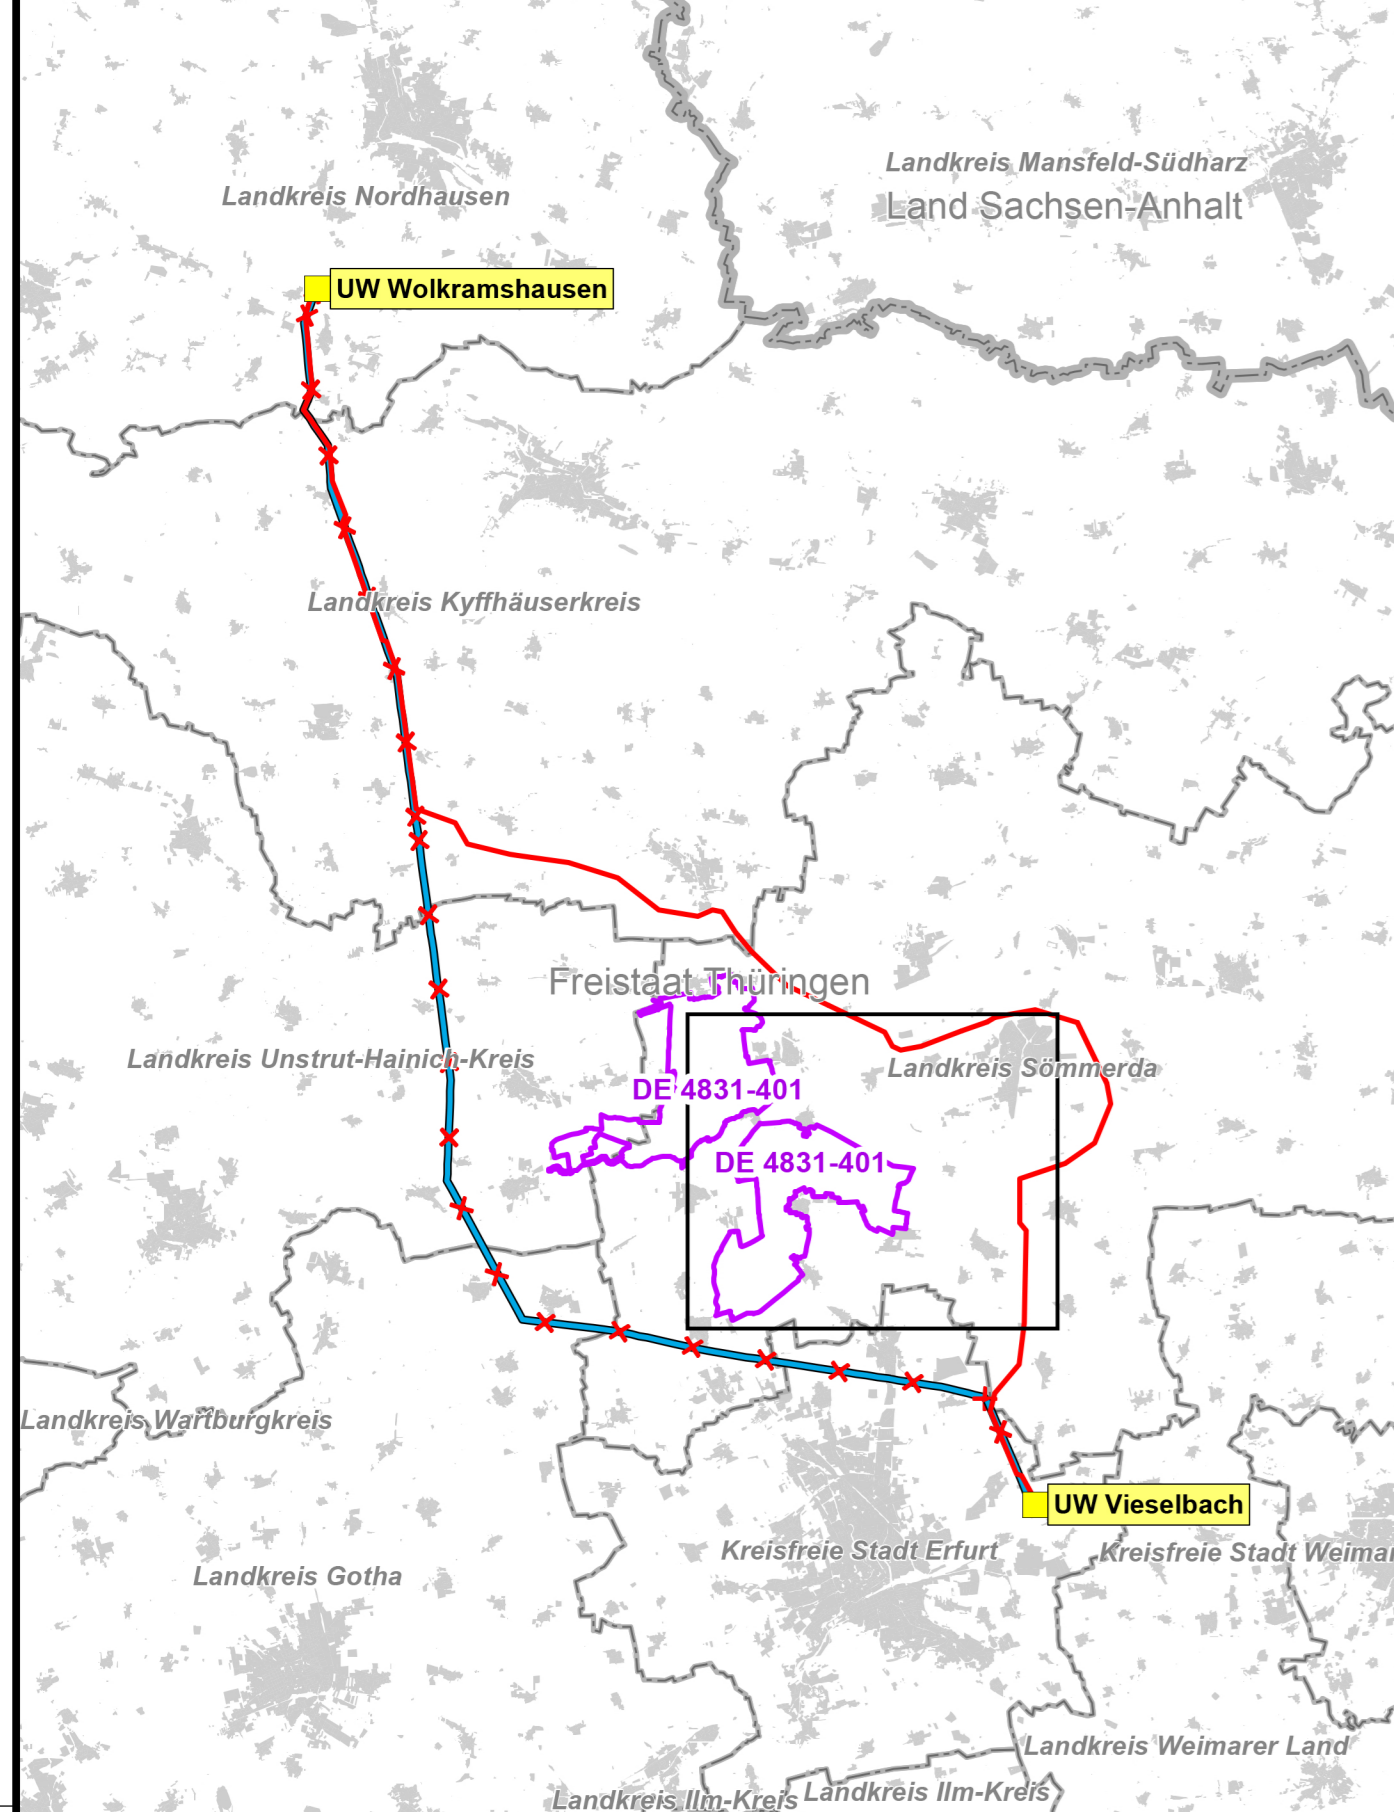 Landkreis Mansfeld-Südharz
Land Sachsen-Anhalt
Landkreis Nordhausen
UW Wolkramshausen
Landkreis Kyffhäuserkreis
Freistaat Thüringen
Landkreis Unstrut-Hainich-Kreis
Landkreis Sömmerda
DE 4831-401
DE 4831-401
Landkreis Wartburgkreis
UW Vieselbach
Kreisfreie Stadt Erfurt
Kreisfreie Stadt Weimar
Landkreis Gotha
Landkreis Weimarer Land
Landkreis Ilm-Kreis
Landkreis Ilm-Kreis